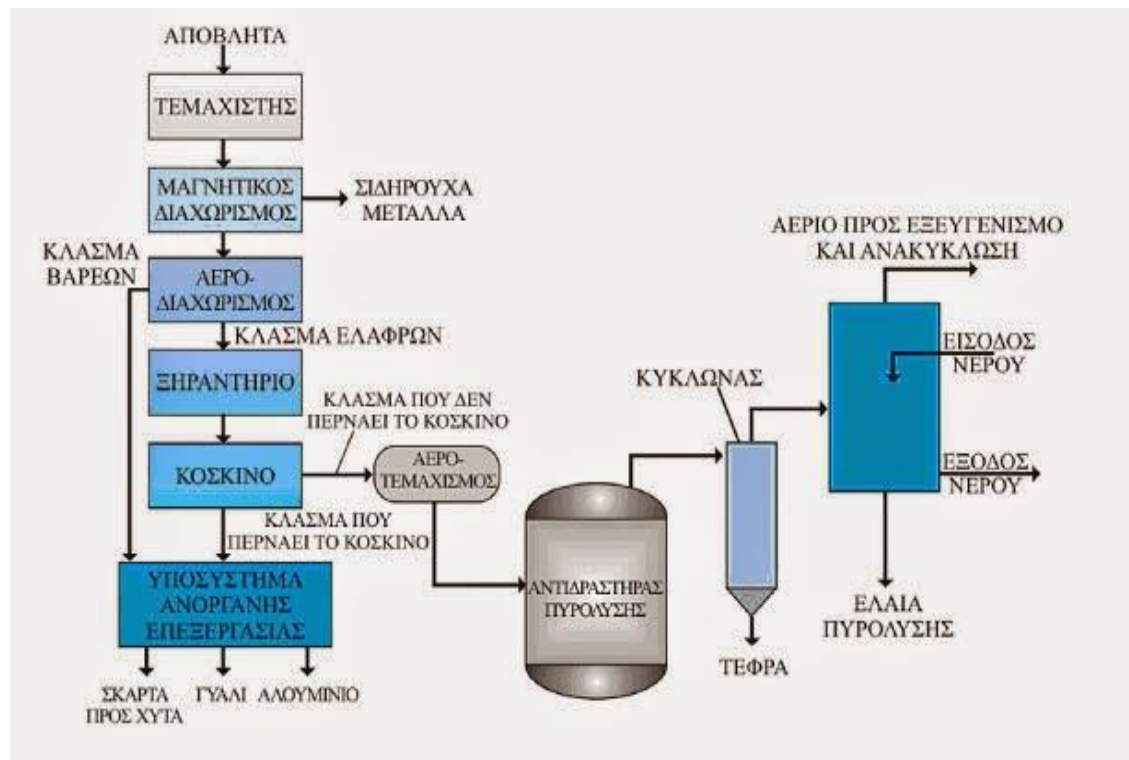 ΑΠΟΒΛΗΤΑ
ΤΕΜΑΧΙΣΤΗΣ
ΜΑΓΝΗΤΙΚΟΣ
ΔΙΑΧΩΡΙΣΜΟΣ
ΣΙΔΗΡΟΥΧΑ
ΜΕΤΑΛΛΑ
ΚΛΑΣΜΑ
ΒΑΡΕΩΝ
ΑΕΡΟ-
ΔΙΑΧΩΡΙΣΜΟΣ
ΚΛΑΣΜΑ ΕΛΑΦΡΩΝ
ΞΗΡΑΝΤΗΡΙΟ
ΚΛΑΣΜΑ ΠΟΥ ΔΕΝ
ΠΕΡΝΑΕΙ ΤΟ ΚΟΣΚΙΝΟ
ΚΟΣΚΙΝΟ
ΑΕΡΟ-
ΤΕΜΑΧΙΣΜΟΣ
ΚΛΑΣΜΑ ΠΟΥ
ΠΕΡΝΑΕΙ ΤΟ ΚΟΣΚΙΝΟ
ΥΠΟΣΥΣΤΗΜΑ
ΑΝΟΡΓΑΝΗΣ
ΕΠΕΞΕΡΓΑΣΙΑΣ
ΣΚΑΡΤΑ
ΠΡΟΣ ΧΥΤΑ
ΓΥΑΛΙ
ΑΛΟΥΜΙΝΙΟ
ΑΝΤΙΔΡΑΣΤΗΡΑΣ
ΠΥΡΟΛΥΣΗΣ
ΚΥΚΛΩΝΑΣ
ΤΕΦΡΑ
ΑΕΡΙΟ ΠΡΟΣ ΕΞΕΥΓΕΝΙΣΜΟ
ΚΑΙ ΑΝΑΚΥΚΛΩΣΗ
ΕΙΣΟΔΟΣ
ΝΕΡΟΥ
ΕΞΟΔΟΣ
ΝΕΡΟΥ
ΕΛΑΙΑ
ΠΥΡΟΛΥΣΗΣ